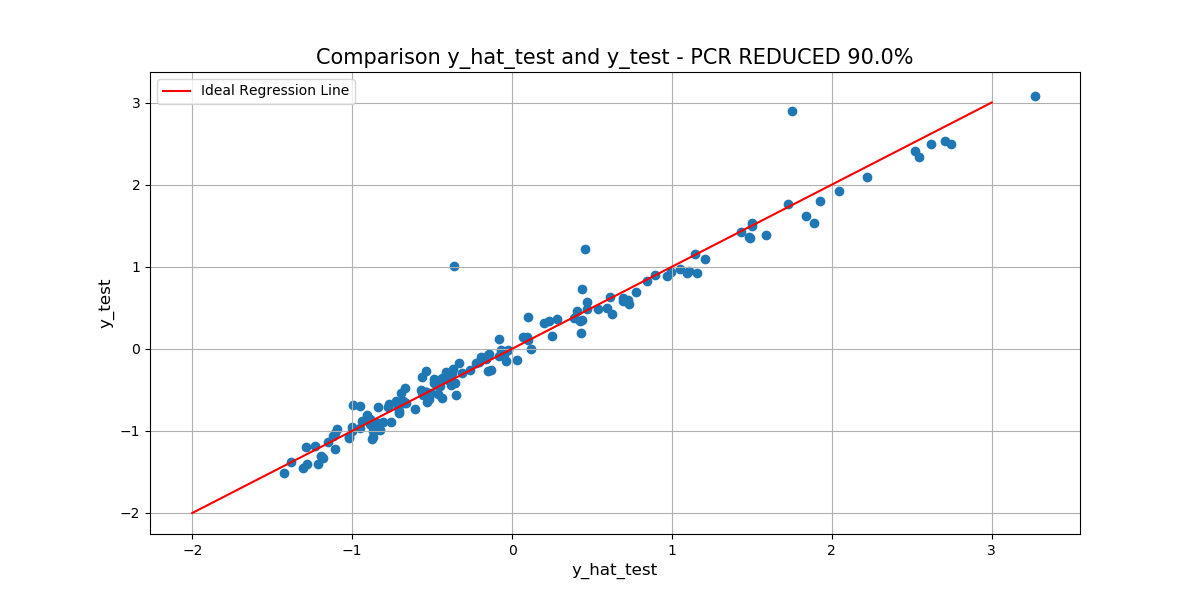 Comparison y_hat_test and y_test - PCR REDUCED 90.0%
Ideal Regression Line
3
2
1
0
−1
−2
y_test
−2 −1 0 1 2 3
y_hat_test